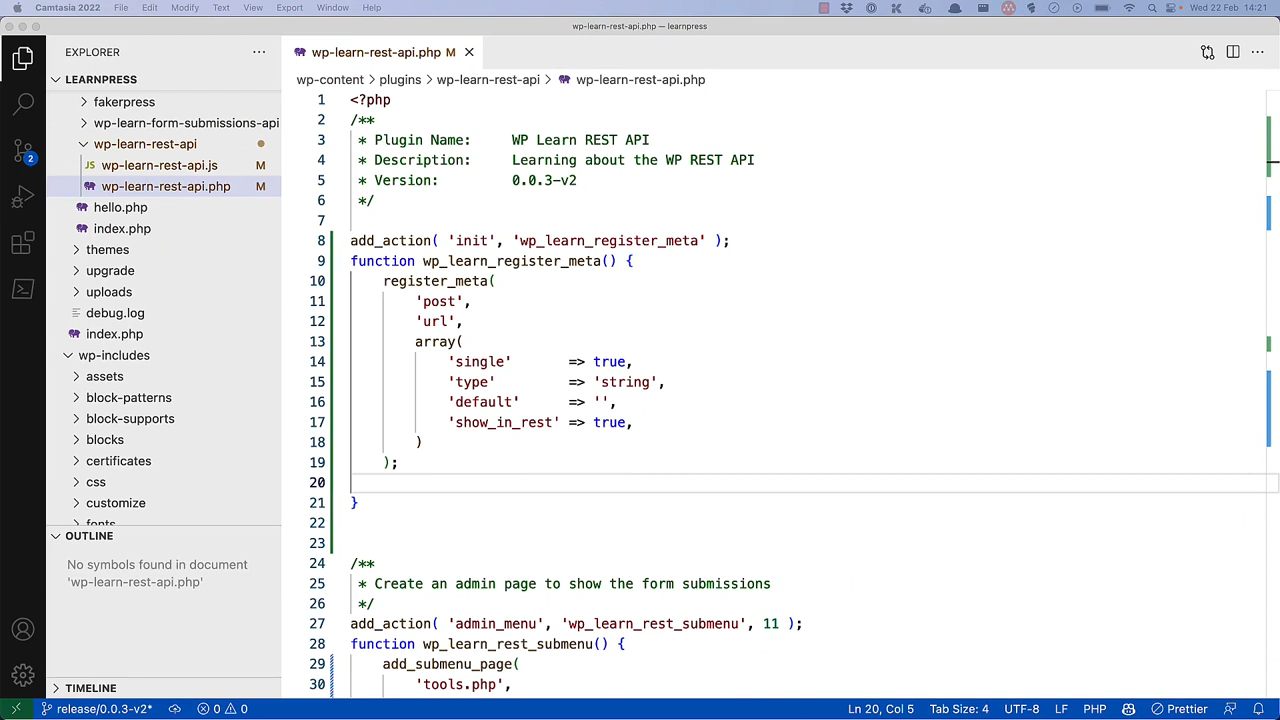 Camtasia 2022 File Edit Modify Arrange View Export Window Help Wed 22 Feb 14:21
wp-learn-rest-api.php — learnpress
EXPLORER
LEARNPRESS
fakerpress
wp-learn-form-submissions-api
wp-learn-rest-api
JS wp-learn-rest-api.js M
wp-learn-rest-api.php M
hello.php
index.php
themes
upgrade
uploads
debug.log
index.php
wp-includes
assets
block-patterns
block-supports
blocks
certificates
css
customize
fonts
OUTLINE
No symbols found in document
'wp-learn-rest-api.php'
TIMELINE
2
wp-learn-rest-api.php M
wp-content > plugins > wp-learn-rest-api > wp-learn-rest-api.php
1 <?php
2 /**
3 * Plugin Name: WP Learn REST API
4 * Description: Learning about the WP REST API
5 * Version: 0.0.3-v2
6 */
7
8 add_action( 'init', 'wp_learn_register_meta' );
9 function wp_learn_register_meta() {
10 register_meta(
11 'post',
12 'url',
13 array(
14 'single' => true,
15 'type' => 'string',
16 'default' => '',
17 'show_in_rest' => true,
18 )
19 );
20
21 }
22
23
24 /**
25 * Create an admin page to show the form submissions
26 */
27 add_action( 'admin_menu', 'wp_learn_rest_submenu', 11 );
28 function wp_learn_rest_submenu() {
29 add_submenu_page(
30 'tools.php',
release/0.0.3-v2* 0 0 Ln 20, Col 5 Tab Size: 4 UTF-8 LF PHP Prettier